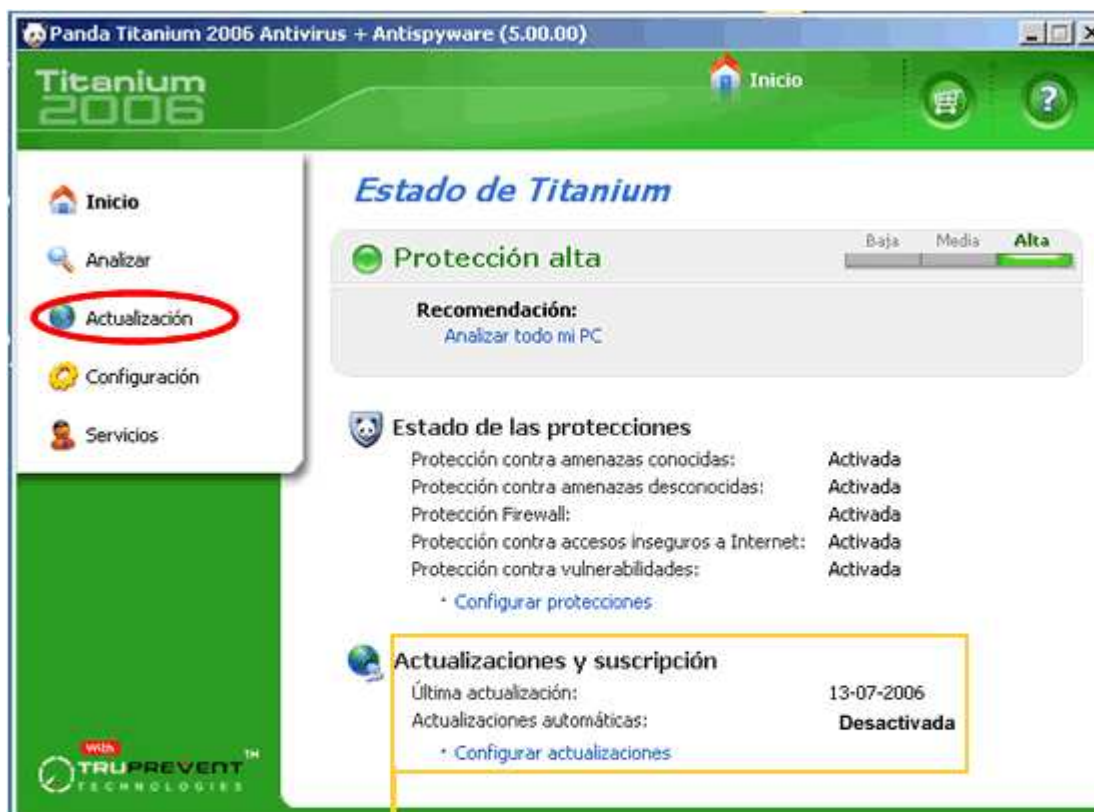 Panda Titanium 2006 Antivirus + Antispyware (5.00.00)
Titanium
2006
Inicio
?
Inicio
Analizar
Actualización
Configuración
Servicios
Estado de Titanium
Protección alta
Baja Media Alta
Recomendación:
Analizar todo mi PC
Estado de las protecciones
Protección contra amenazas conocidas: Activada
Protección contra amenazas desconocidas: Activada
Protección Firewall: Activada
Protección contra accesos inseguros a Internet: Activada
Protección contra vulnerabilidades: Activada
· Configurar protecciones
Actualizaciones y suscripción
Última actualización: 13-07-2006
Actualizaciones automáticas: Desactivada
· Configurar actualizaciones
With
TRUPREVENT™
TECHNOLOGIES